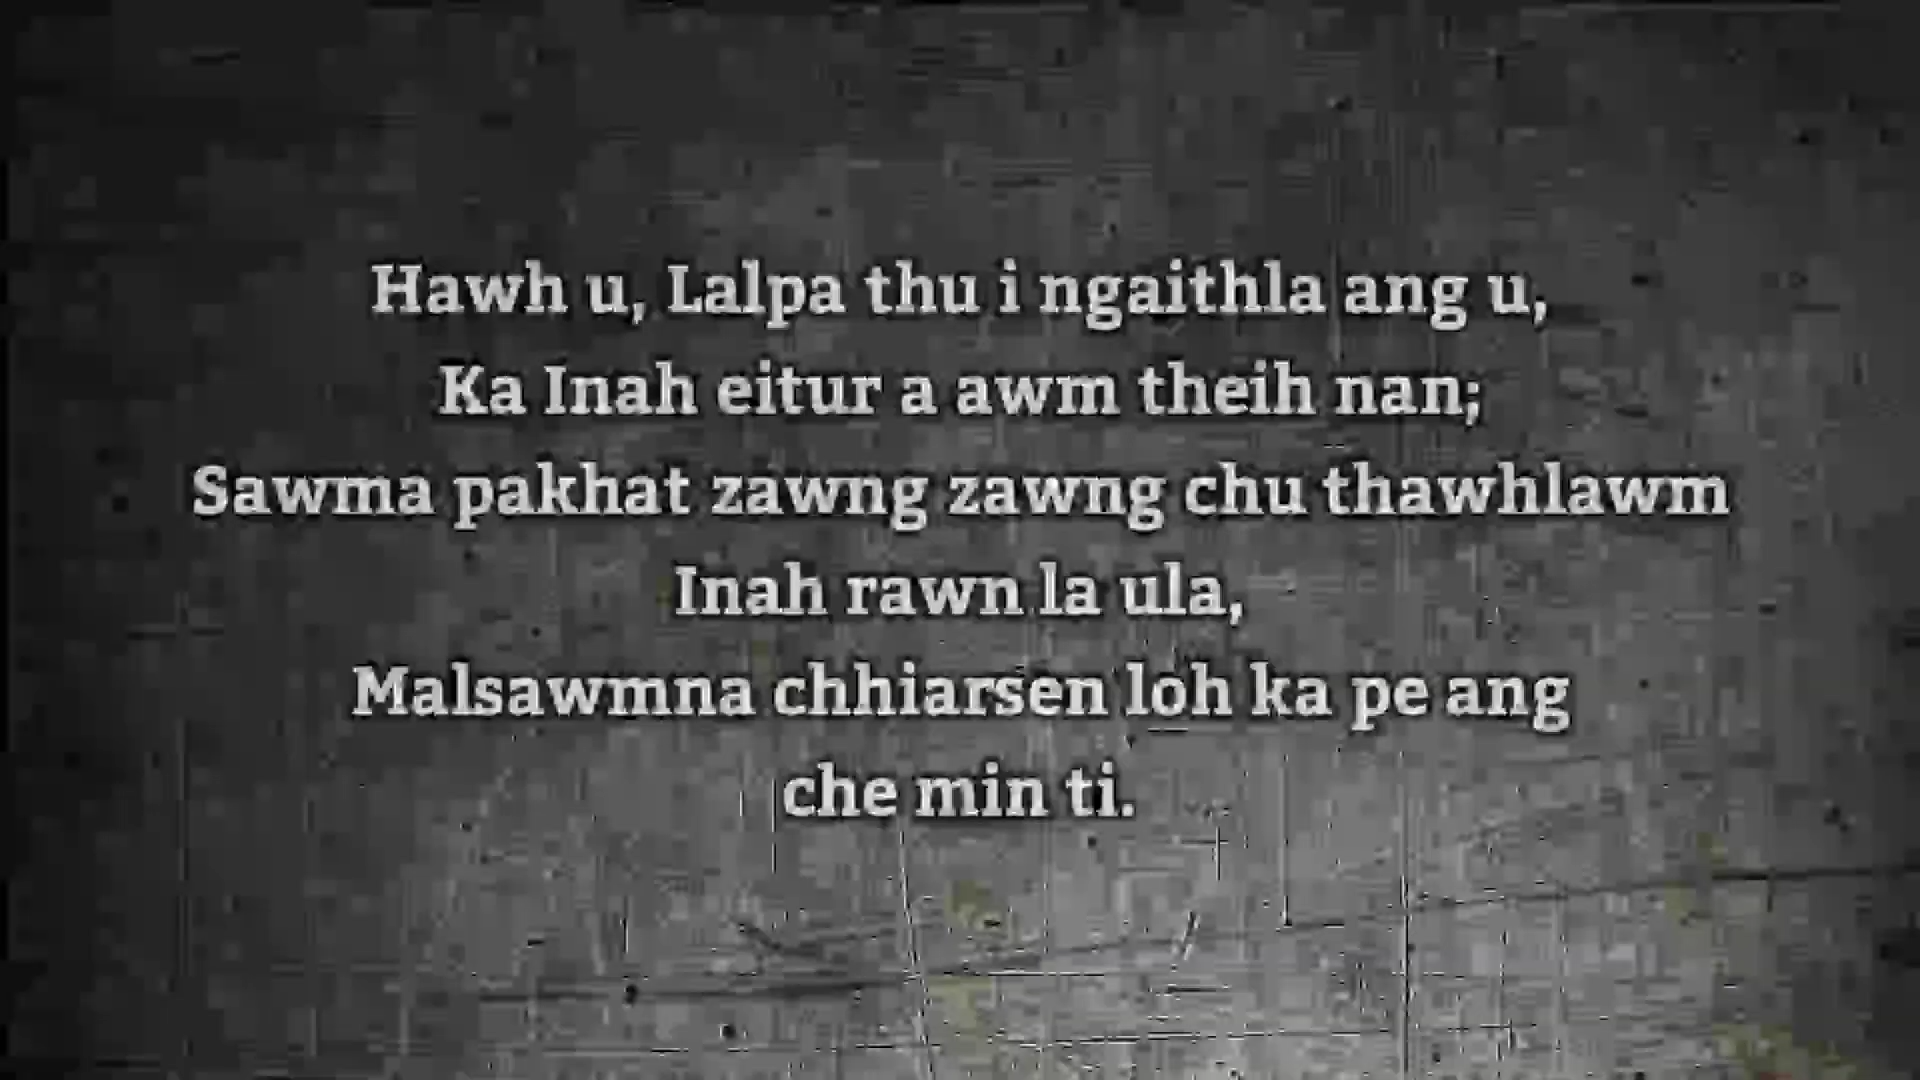 Hawh u, Lalpa thu i ngaithla ang u,
Ka Inah eitur a awm theih nan;
Sawma pakhat zawng zawng chu thawhlawm
Inah rawn la ula,
Malsawmna chhiarsen loh ka pe ang
che min ti.